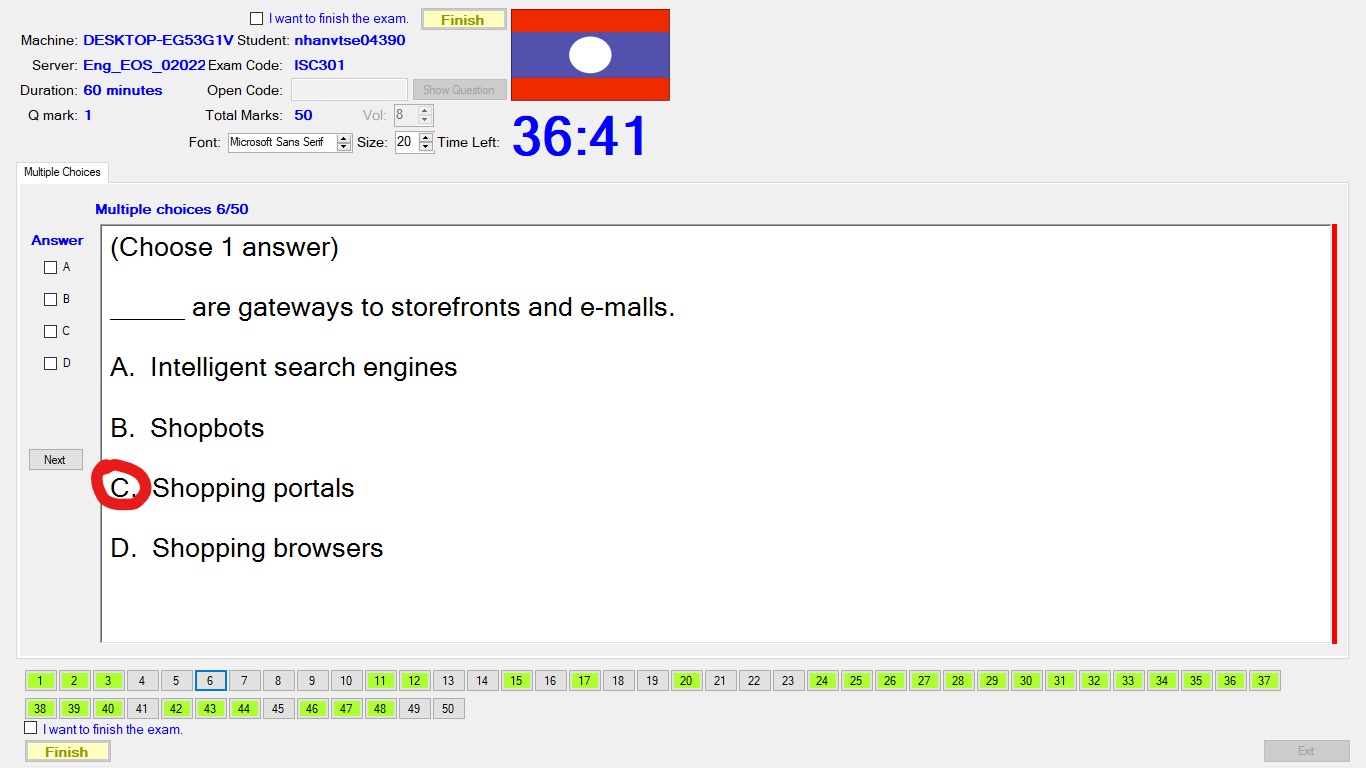 I want to finish the exam. Finish
Machine: DESKTOP-EG53G1V Student: nhanvtse04390
Server: Eng_EOS_02022 Exam Code: ISC301
Duration: 60 minutes Open Code: Show Question
Q mark: 1 Total Marks: 50 Vol: 8
Font: Microsoft Sans Serif Size: 20 Time Left: 36:41
Multiple Choices
Multiple choices 6/50
Answer
A
B
C
D
Next
(Choose 1 answer)
______ are gateways to storefronts and e-malls.
A. Intelligent search engines
B. Shopbots
C. Shopping portals
D. Shopping browsers
1 2 3 4 5 6 7 8 9 10 11 12 13 14 15 16 17 18 19 20 21 22 23 24 25 26 27 28 29 30 31 32 33 34 35 36 37
38 39 40 41 42 43 44 45 46 47 48 49 50
I want to finish the exam.
Finish Exit